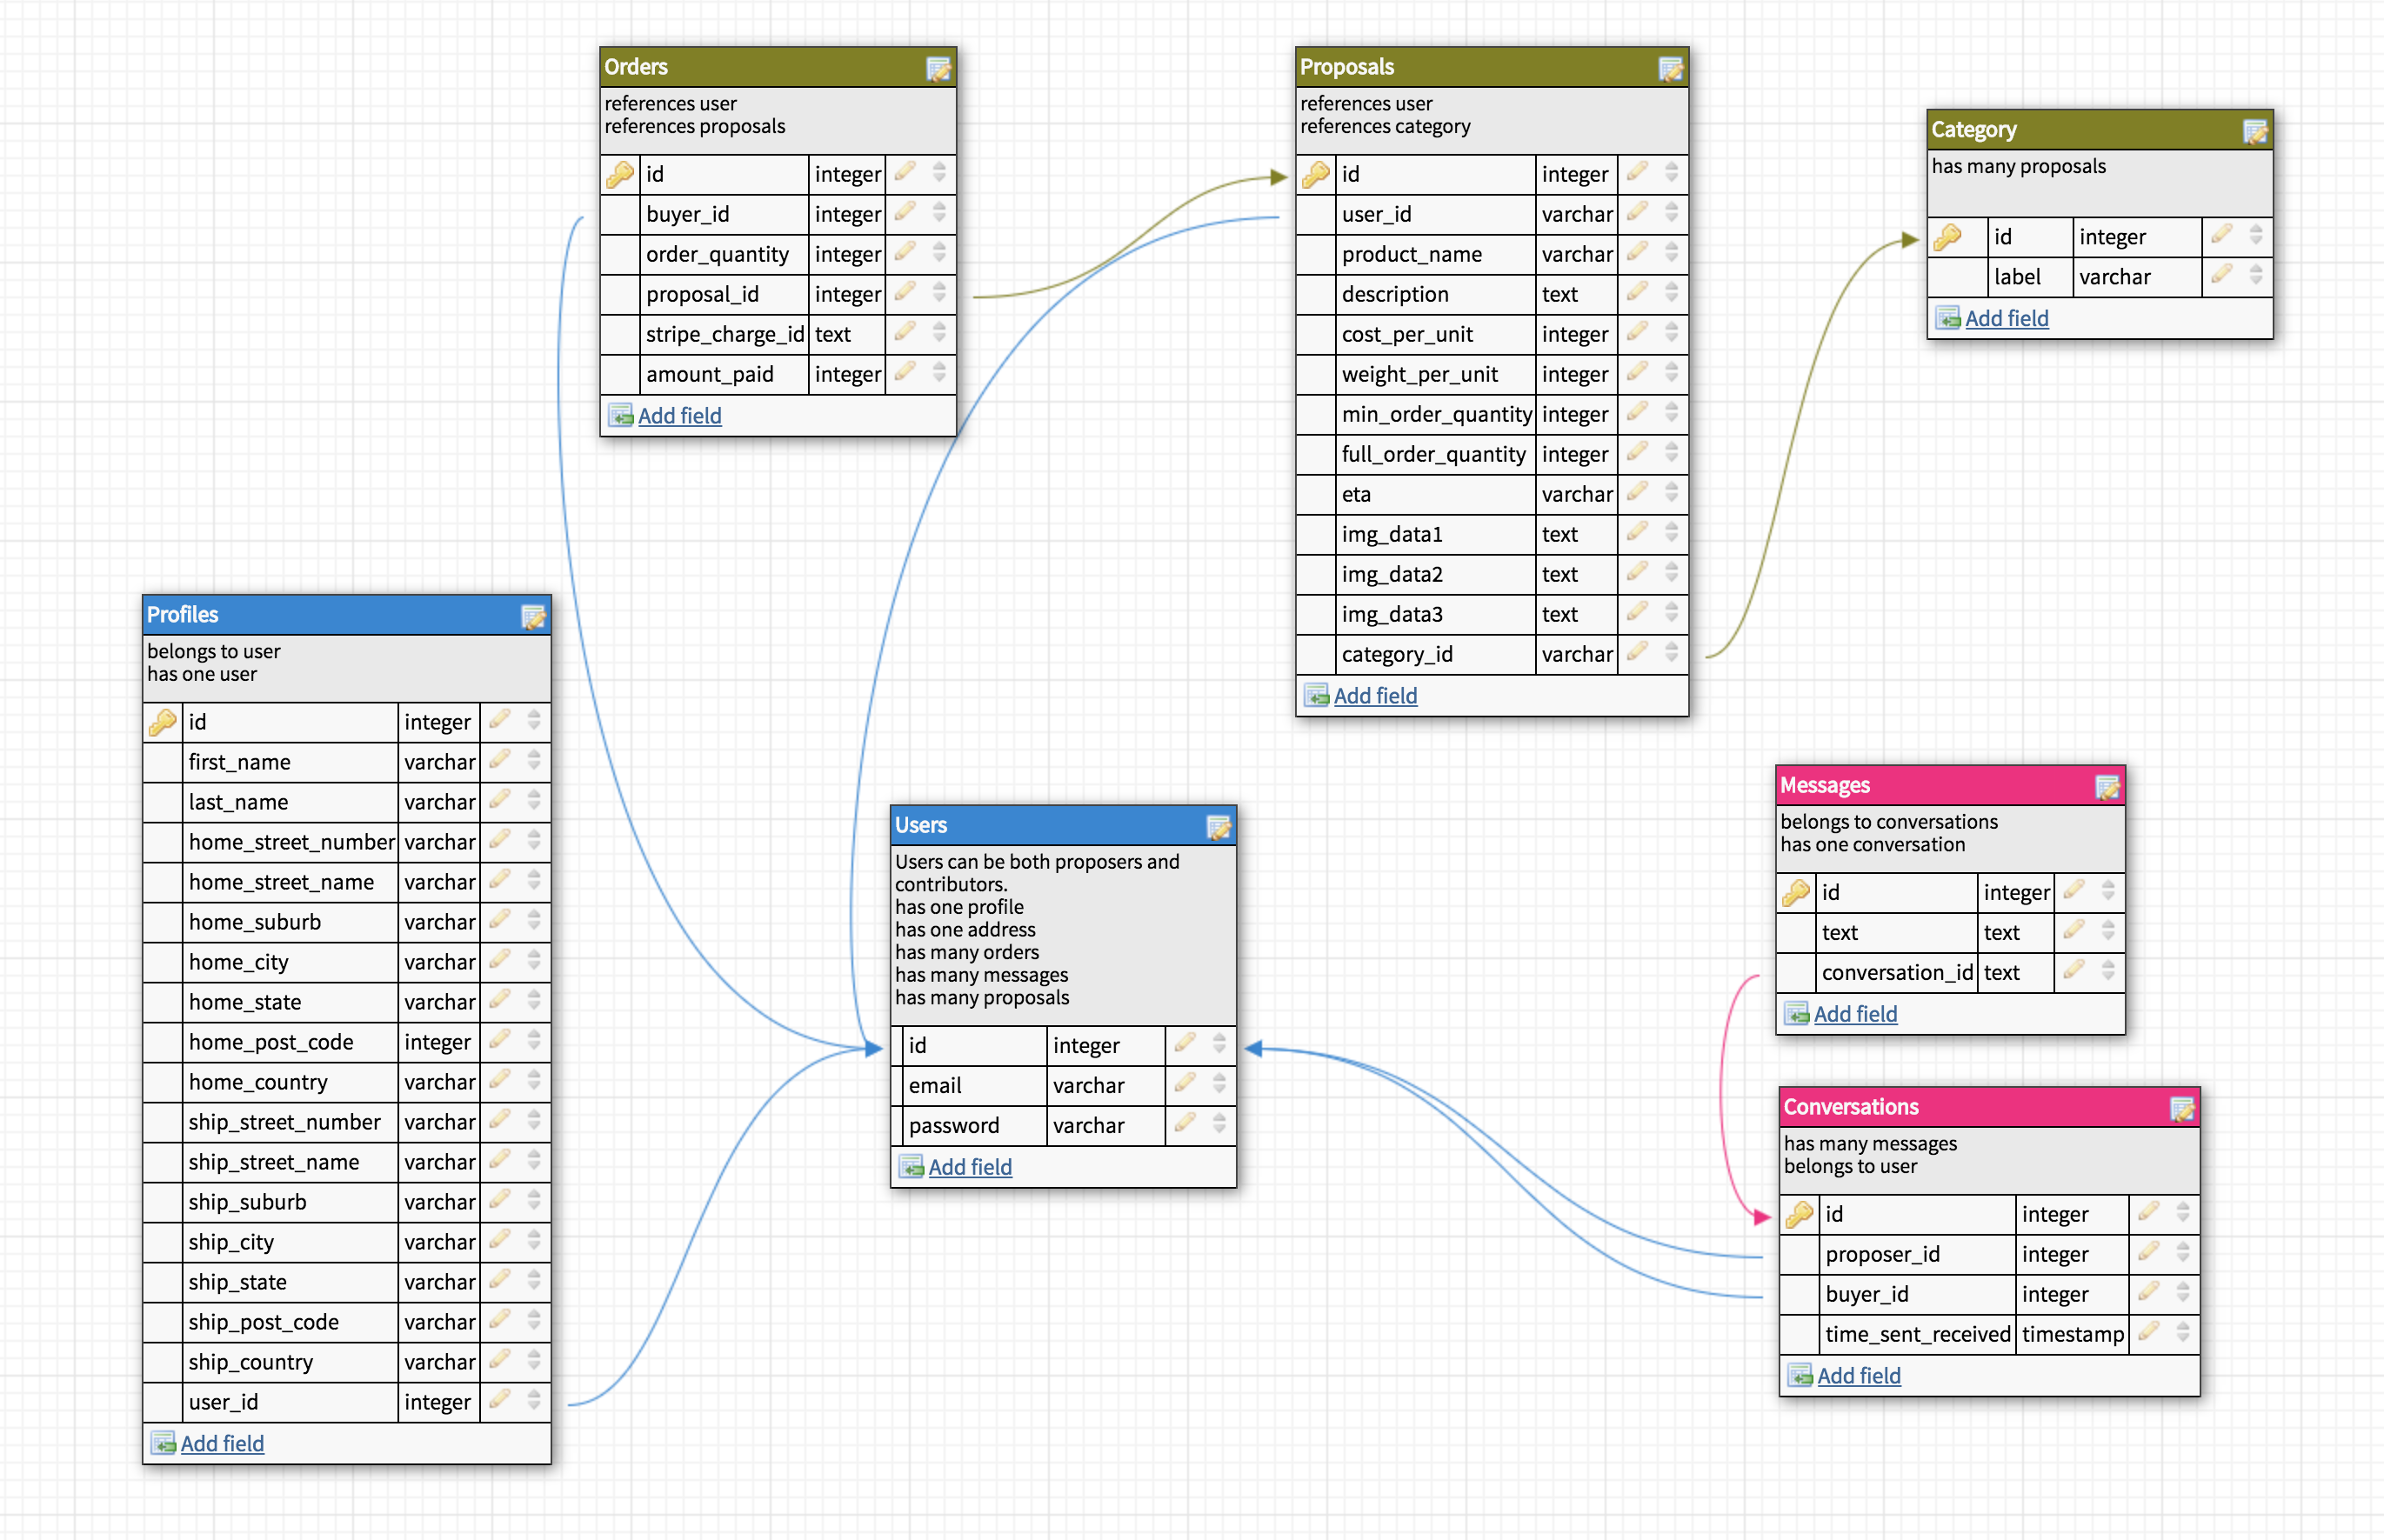 Orders
references user
references proposals
id integer
buyer_id integer
order_quantity integer
proposal_id integer
stripe_charge_id text
amount_paid integer
Add field
Proposals
references user
references category
id integer
user_id varchar
product_name varchar
description text
cost_per_unit integer
weight_per_unit integer
min_order_quantity integer
full_order_quantity integer
eta varchar
img_data1 text
img_data2 text
img_data3 text
category_id varchar
Add field
Category
has many proposals
id integer
label varchar
Add field
Profiles
belongs to user
has one user
id integer
first_name varchar
last_name varchar
home_street_number varchar
home_street_name varchar
home_suburb varchar
home_city varchar
home_state varchar
home_post_code integer
home_country varchar
ship_street_number varchar
ship_street_name varchar
ship_suburb varchar
ship_city varchar
ship_state varchar
ship_post_code varchar
ship_country varchar
user_id integer
Add field
Users
Users can be both proposers and
contributors.
has one profile
has one address
has many orders
has many messages
has many proposals
id integer
email varchar
password varchar
Add field
Messages
belongs to conversations
has one conversation
id integer
text text
conversation_id text
Add field
Conversations
has many messages
belongs to user
id integer
proposer_id integer
buyer_id integer
time_sent_received timestamp
Add field